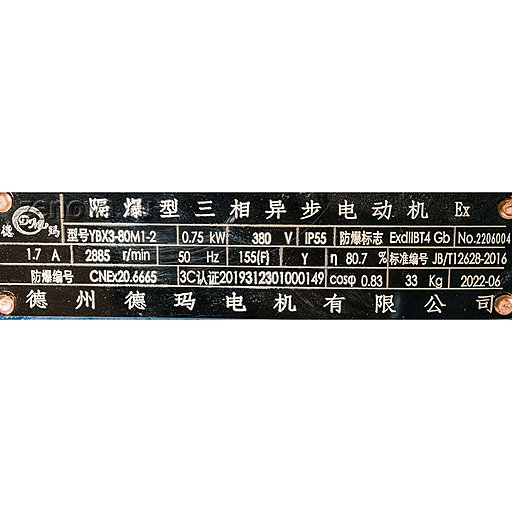 隔爆型三相异步电动机 Ex
德 DMJ 玛
型号YBX3-80M1-2 0.75 kW 380 V IP55 防爆标志 ExdIIBT4 Gb No.2206004
1.7 A 2885 r/min 50 Hz 155(F) Y η 80.7 % 标准编号 JB/T12628-2016
防爆编号 CNEx20.6665 3C认证2019312301000149 cosφ 0.83 33 Kg 2022-06
德州德玛电机有限公司